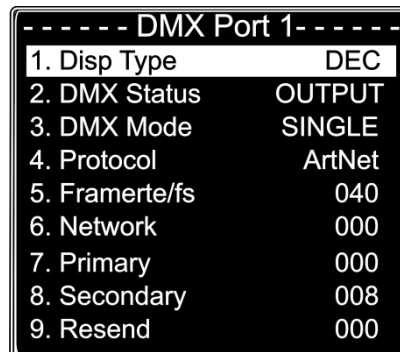 - - - - - - DMX Port 1- - - - - -
1. Disp Type DEC
2. DMX Status OUTPUT
3. DMX Mode SINGLE
4. Protocol ArtNet
5. Framerte/fs 040
6. Network 000
7. Primary 000
8. Secondary 008
9. Resend 000